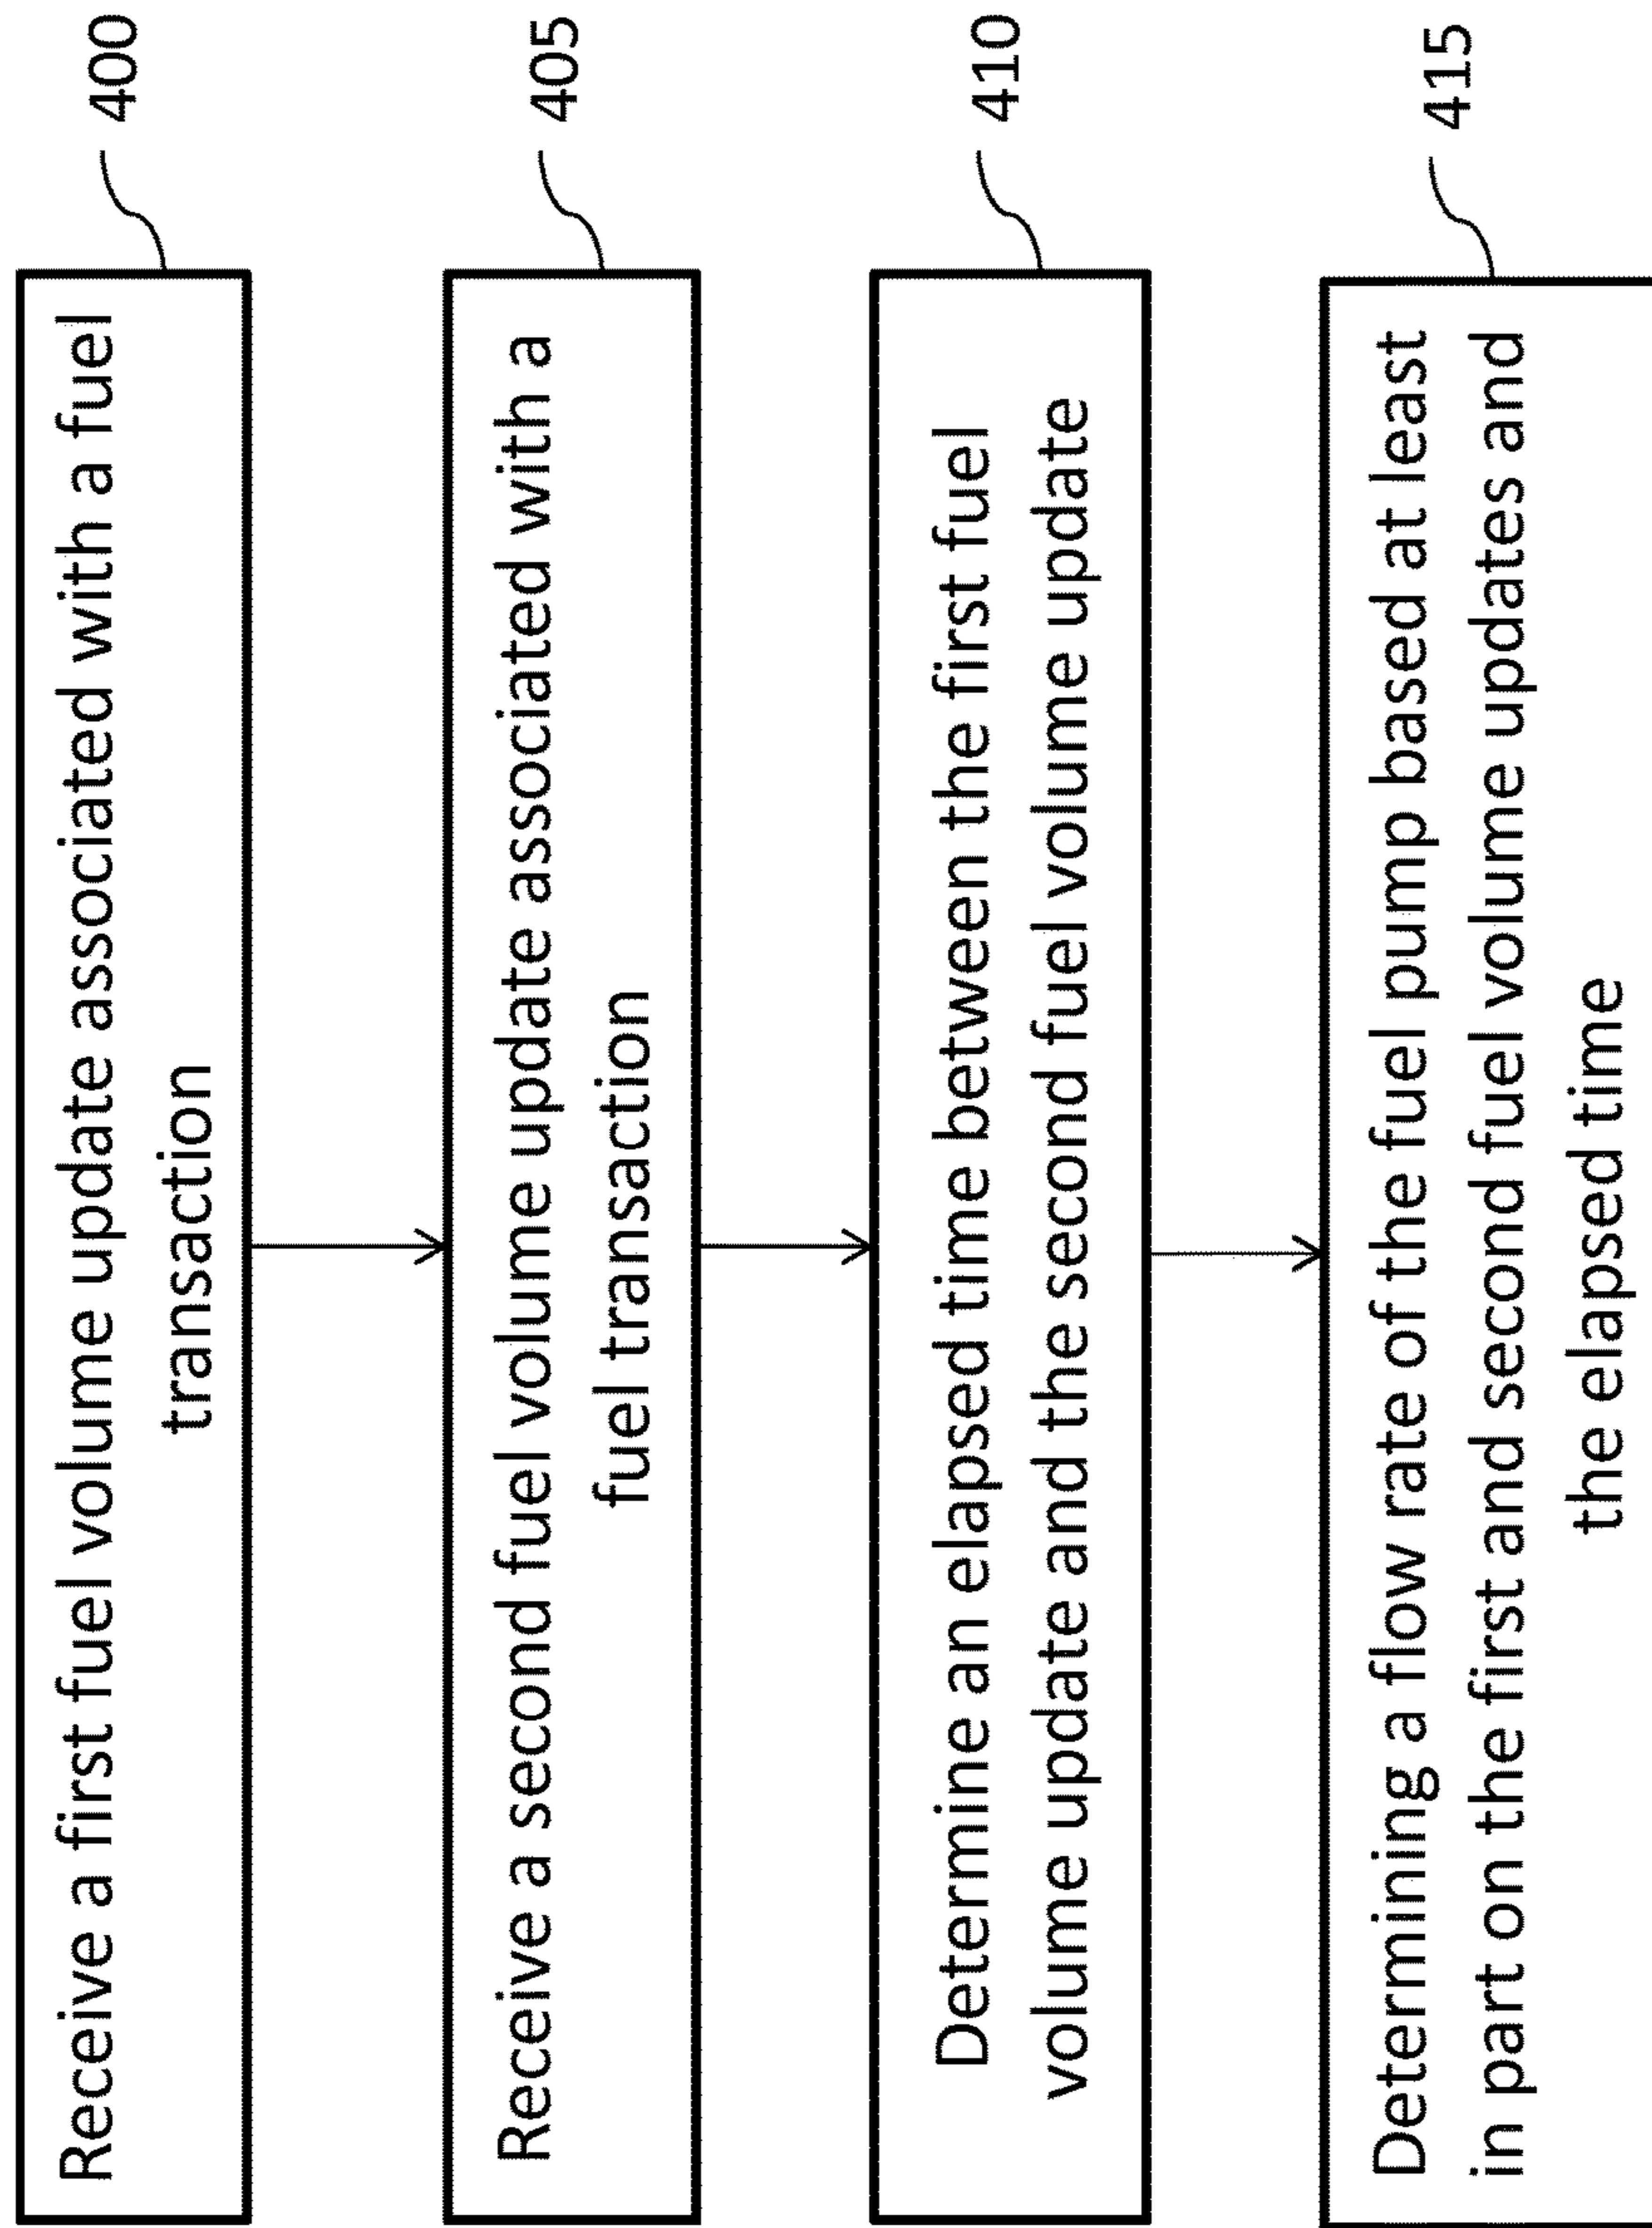 Receive a first fuel volume update associated with a fuel
transaction
400
Receive a second fuel volume update associated with a
fuel transaction
405
Determine an elapsed time between the first fuel
volume update and the second fuel volume update
410
Determining a flow rate of the fuel pump based at least
in part on the first and second fuel volume updates and
the elapsed time
415